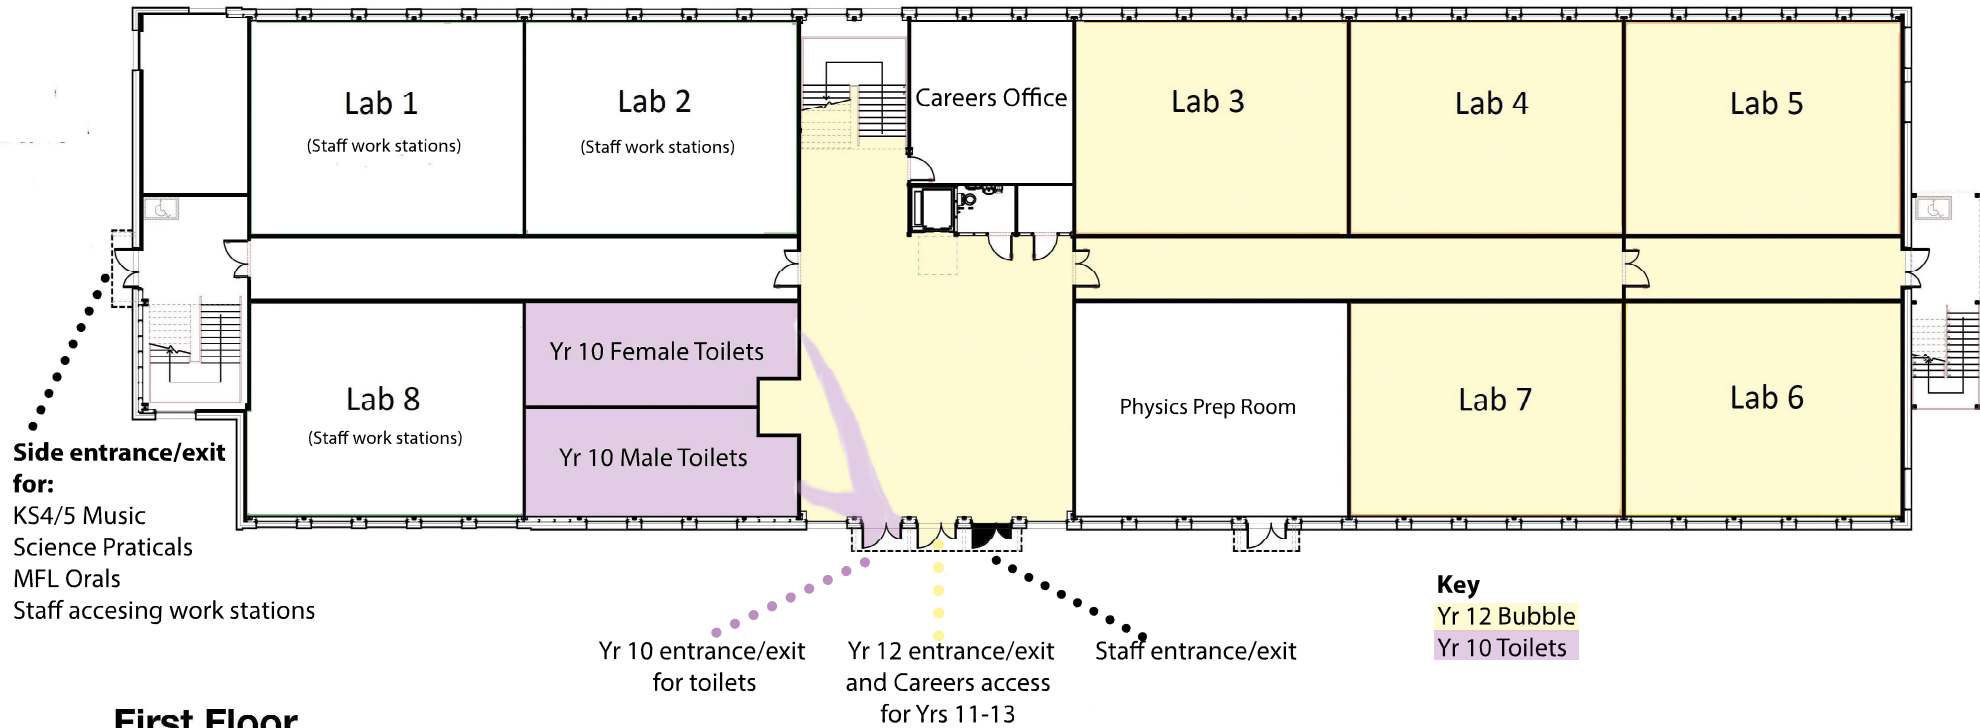 Lab 1
(Staff work stations)
Lab 2
(Staff work stations)
Careers Office
Lab 3
Lab 4
Lab 5
Lab 8
(Staff work stations)
Yr 10 Female Toilets
Yr 10 Male Toilets
Physics Prep Room
Lab 7
Lab 6
Side entrance/exit
for:
KS4/5 Music
Science Praticals
MFL Orals
Staff accesing work stations
Yr 10 entrance/exit
for toilets
Yr 12 entrance/exit
and Careers access
for Yrs 11-13
Staff entrance/exit
Key
Yr 12 Bubble
Yr 10 Toilets
First Floor